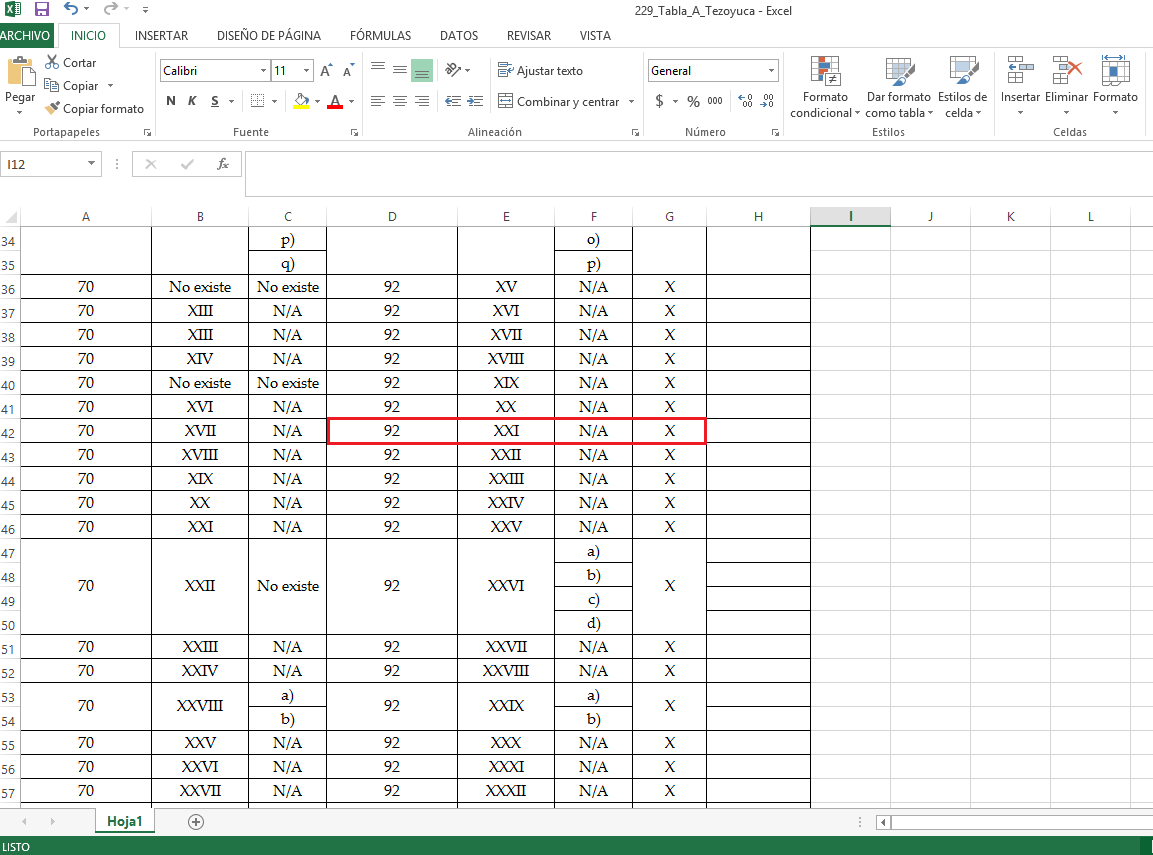 229_Tabla_A_Tezoyuca - Excel
ARCHIVO INICIO INSERTAR DISEÑO DE PÁGINA FÓRMULAS DATOS REVISAR VISTA
Pegar
Cortar
Copiar
Copiar formato
Portapapeles
Calibri 11
N K S
Fuente
Ajustar texto
Combinar y centrar
Alineación
General
$ % 000
Número
Formato condicional
Dar formato como tabla
Estilos de celda
Estilos
Insertar Eliminar Formato
Celdas
I12 fx
A B C D E F G H I J K L
34 p) o)
35 q) p)
36 70 No existe No existe 92 XV N/A X
37 70 XIII N/A 92 XVI N/A X
38 70 XIII N/A 92 XVII N/A X
39 70 XIV N/A 92 XVIII N/A X
40 70 No existe No existe 92 XIX N/A X
41 70 XVI N/A 92 XX N/A X
42 70 XVII N/A 92 XXI N/A X
43 70 XVIII N/A 92 XXII N/A X
44 70 XIX N/A 92 XXIII N/A X
45 70 XX N/A 92 XXIV N/A X
46 70 XXI N/A 92 XXV N/A X
47 a)
48 70 XXII No existe 92 XXVI b) X
49 c)
50 d)
51 70 XXIII N/A 92 XXVII N/A X
52 70 XXIV N/A 92 XXVIII N/A X
53 70 XXVIII a) 92 XXIX a) X
54 b) b)
55 70 XXV N/A 92 XXX N/A X
56 70 XXVI N/A 92 XXXI N/A X
57 70 XXVII N/A 92 XXXII N/A X
Hoja1
LISTO